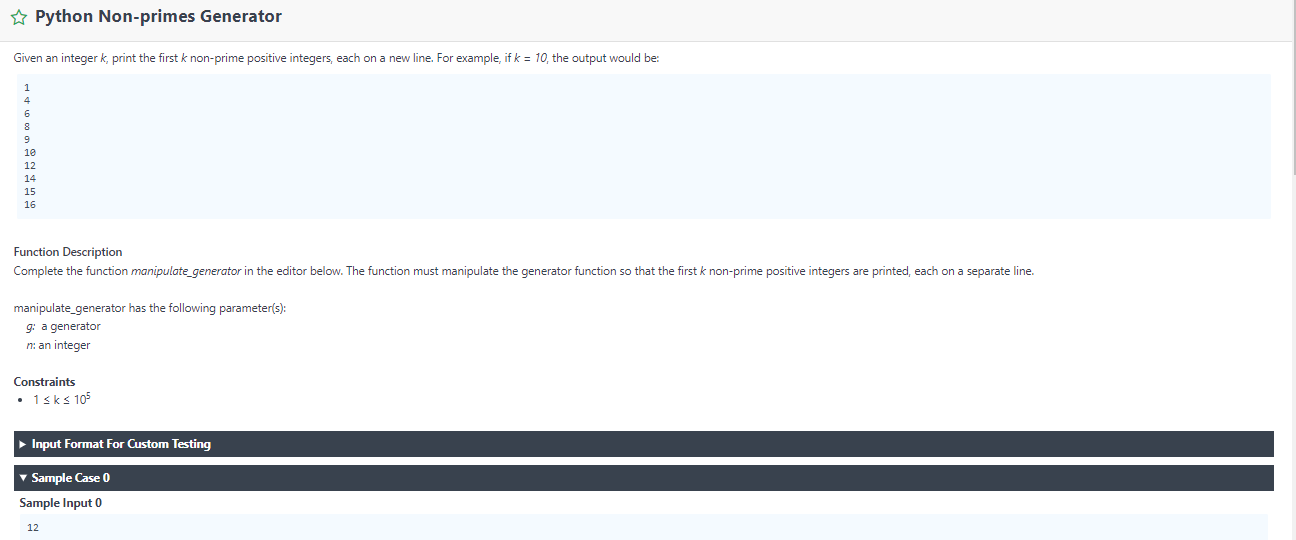 Python Non-primes Generator
Given an integer k, print the first k non-prime positive integers, each on a new line. For example, if k = 10, the output would be:
1
4
6
8
9
10
12
14
15
16
Function Description
Complete the function manipulate_generator in the editor below. The function must manipulate the generator function so that the first k non-prime positive integers are printed, each on a separate line.
manipulate_generator has the following parameter(s):
g: a generator
n: an integer
Constraints
• 1 ≤ k ≤ 10⁵
▶ Input Format For Custom Testing
▼ Sample Case 0
Sample Input 0
12